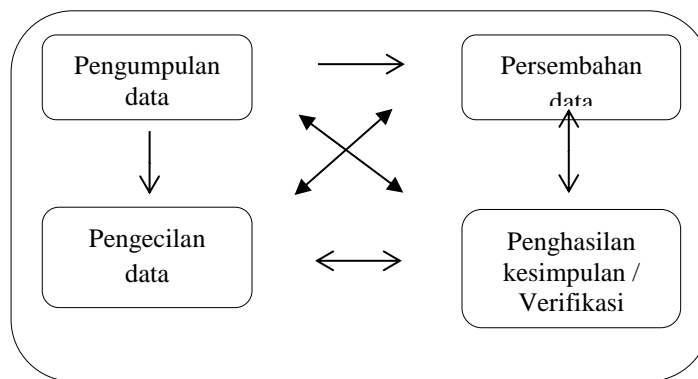 Pengumpulan
data
Persembahan
data
Pengecilan
data
Penghasilan
kesimpulan /
Verifikasi